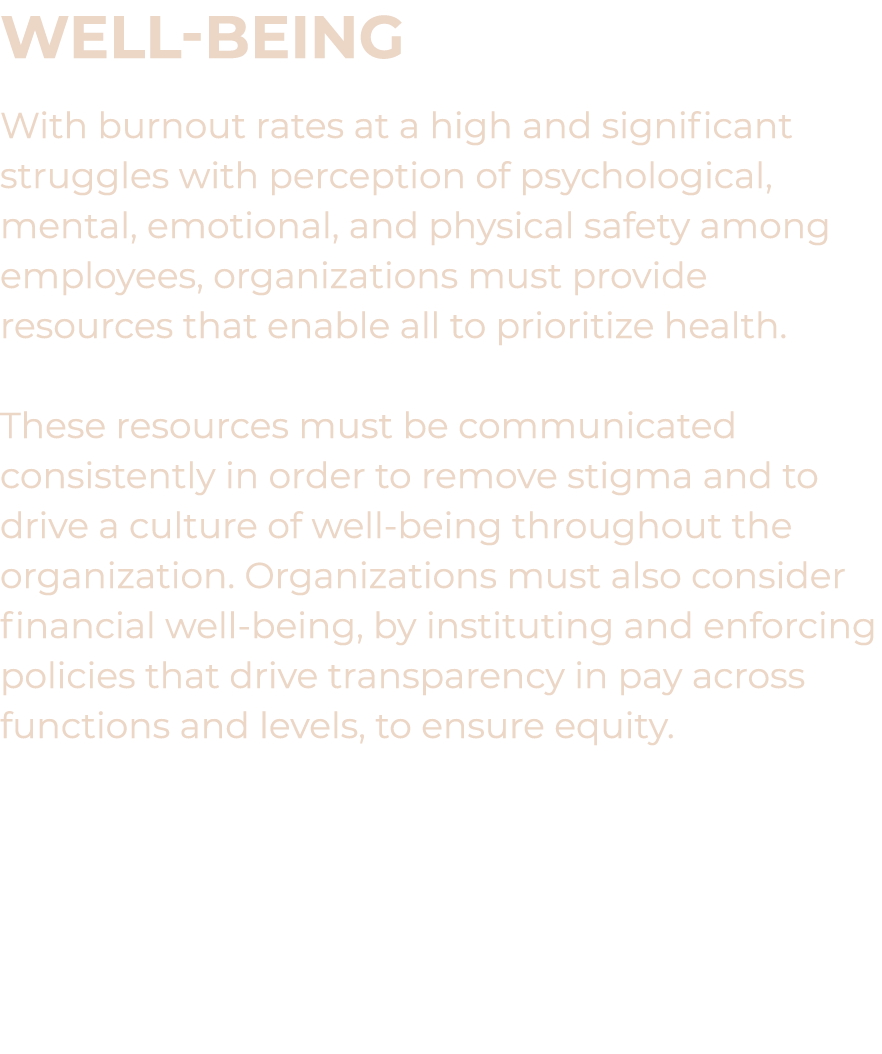 WELL-BEING
With burnout rates at a high and significant
struggles with perception of psychological,
mental, emotional, and physical safety among
employees, organizations must provide
resources that enable all to prioritize health.
These resources must be communicated
consistently in order to remove stigma and to
drive a culture of well-being throughout the
organization. Organizations must also consider
financial well-being, by instituting and enforcing
policies that drive transparency in pay across
functions and levels, to ensure equity.